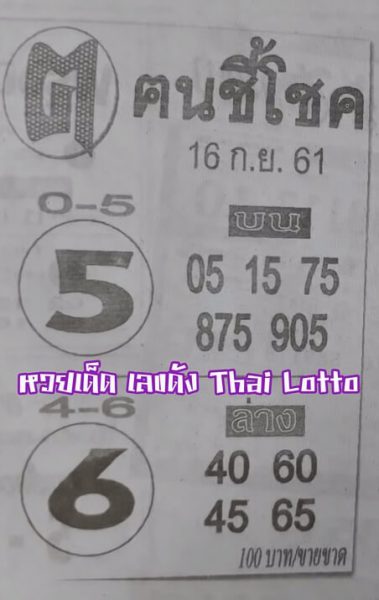 ต ฅนชี้โชค
16 ก.ย. 61
0-5 บน
5 05 15 75
875 905
หวยเด็ด เลขดัง Thai Lotto
4-6 ล่าง
6 40 60
45 65
100 บาท/ขายขาด